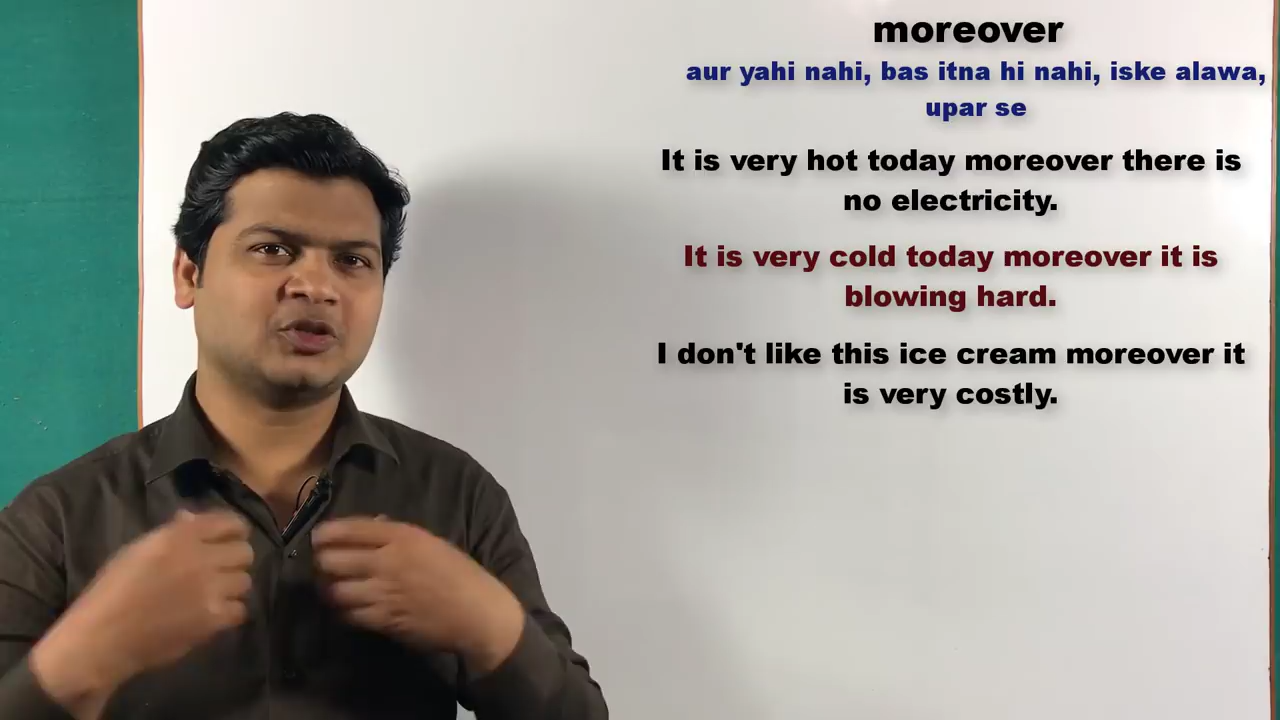 moreover
aur yahi nahi, bas itna hi nahi, iske alawa,
upar se
It is very hot today moreover there is
no electricity.
It is very cold today moreover it is
blowing hard.
I don't like this ice cream moreover it
is very costly.